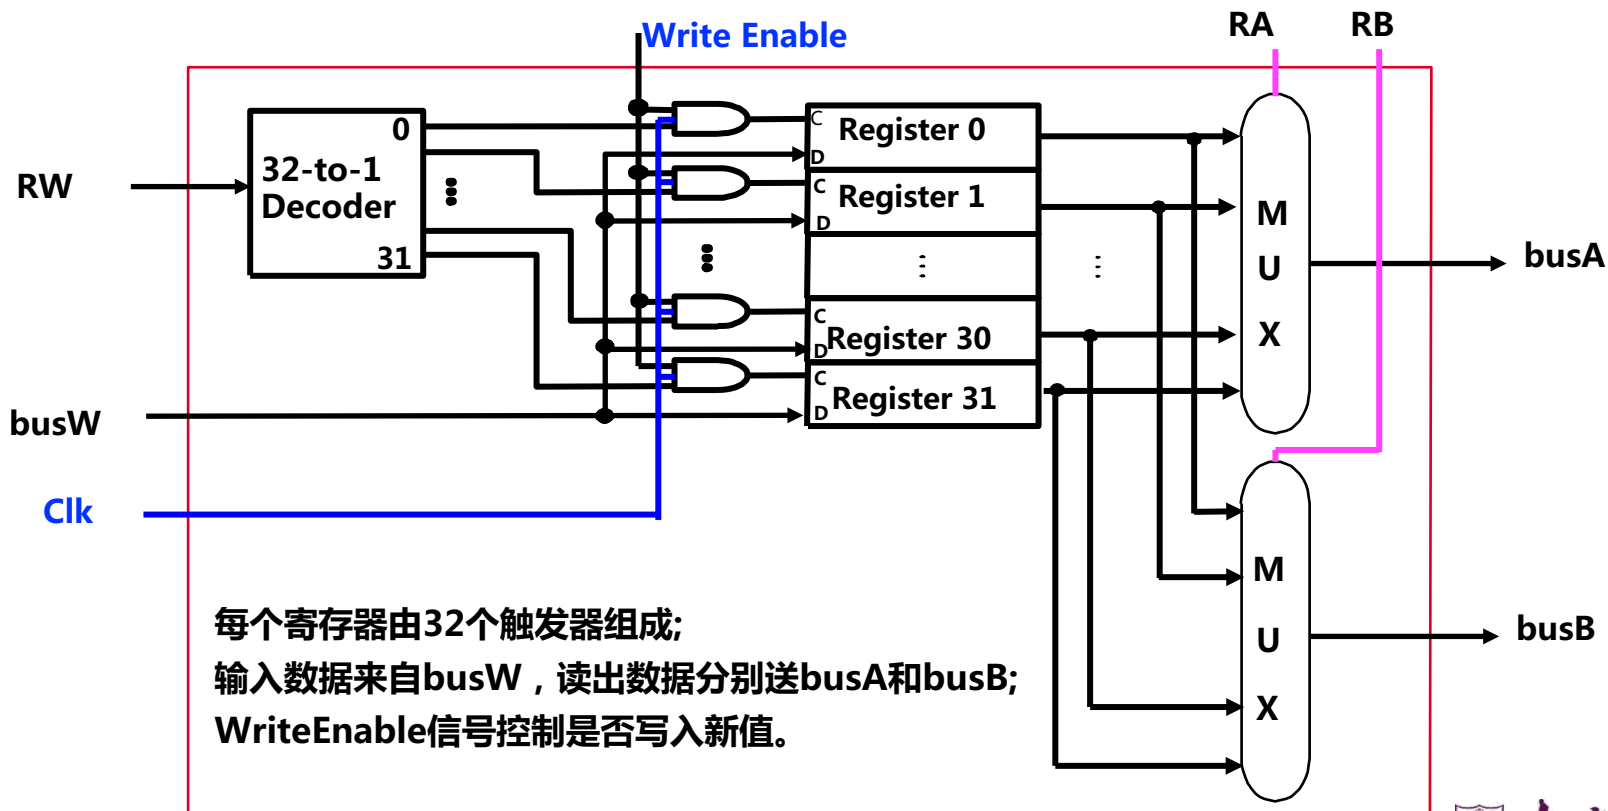 Write Enable
RA
RB
0
32-to-1
Decoder
31
RW
busW
Clk
C
Register 0
D
C
Register 1
D
C
Register 30
D
C
Register 31
D
M
U
X
busA
M
U
X
busB
每个寄存器由32个触发器组成;
输入数据来自busW，读出数据分别送busA和busB;
WriteEnable信号控制是否写入新值。